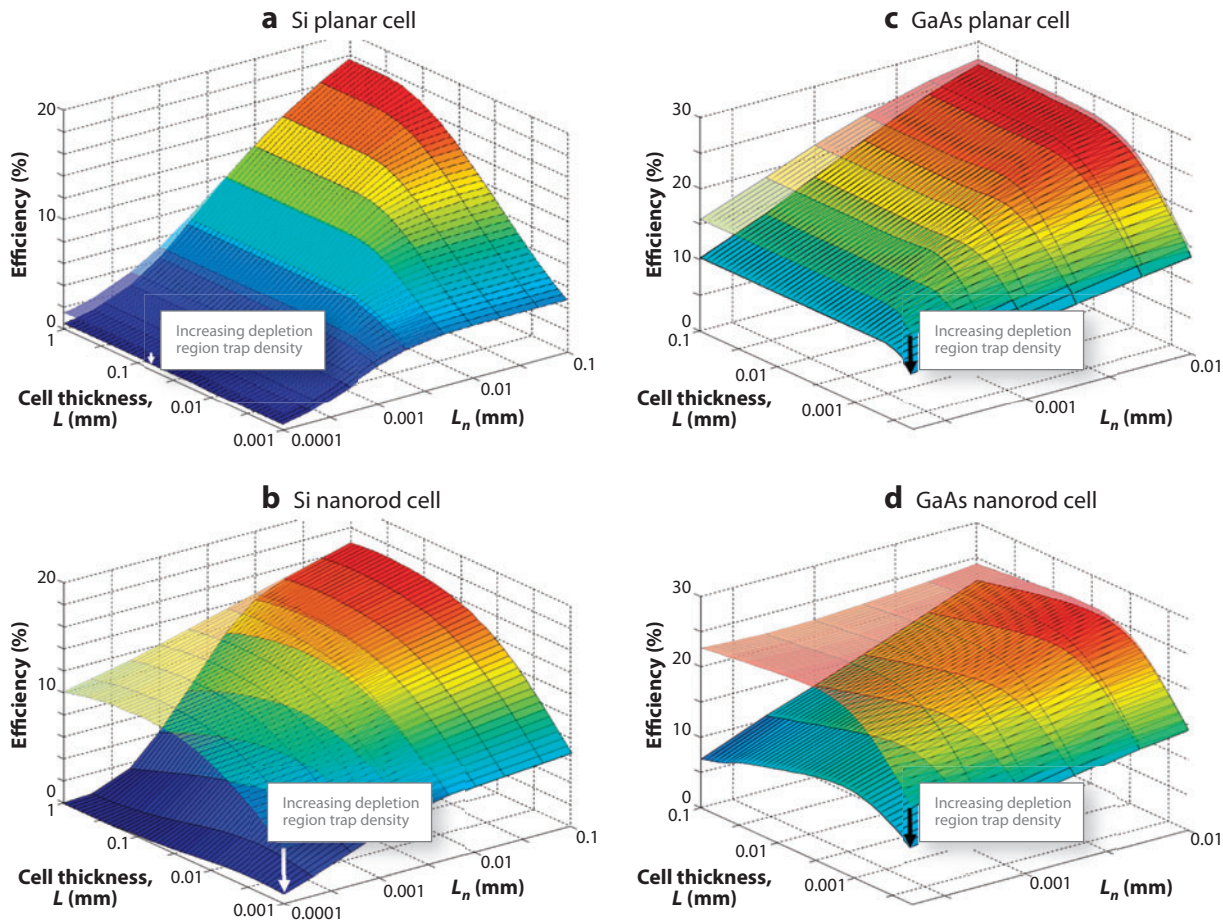 a Si planar cell
20
10
0
Efficiency (%)
1
0.1
0.01
0.001
Cell thickness,
L (mm)
0.0001
0.001
0.01
0.1
Lₙ (mm)
Increasing depletion
region trap density
c GaAs planar cell
30
20
10
0
Efficiency (%)
0.1
0.01
0.001
Cell thickness,
L (mm)
0.001
0.01
Lₙ (mm)
Increasing depletion
region trap density
b Si nanorod cell
20
10
0
Efficiency (%)
1
0.1
0.01
0.001
Cell thickness,
L (mm)
0.0001
0.001
0.01
0.1
Lₙ (mm)
Increasing depletion
region trap density
d GaAs nanorod cell
30
20
10
0
Efficiency (%)
0.1
0.01
0.001
Cell thickness,
L (mm)
0.001
0.01
Lₙ (mm)
Increasing depletion
region trap density